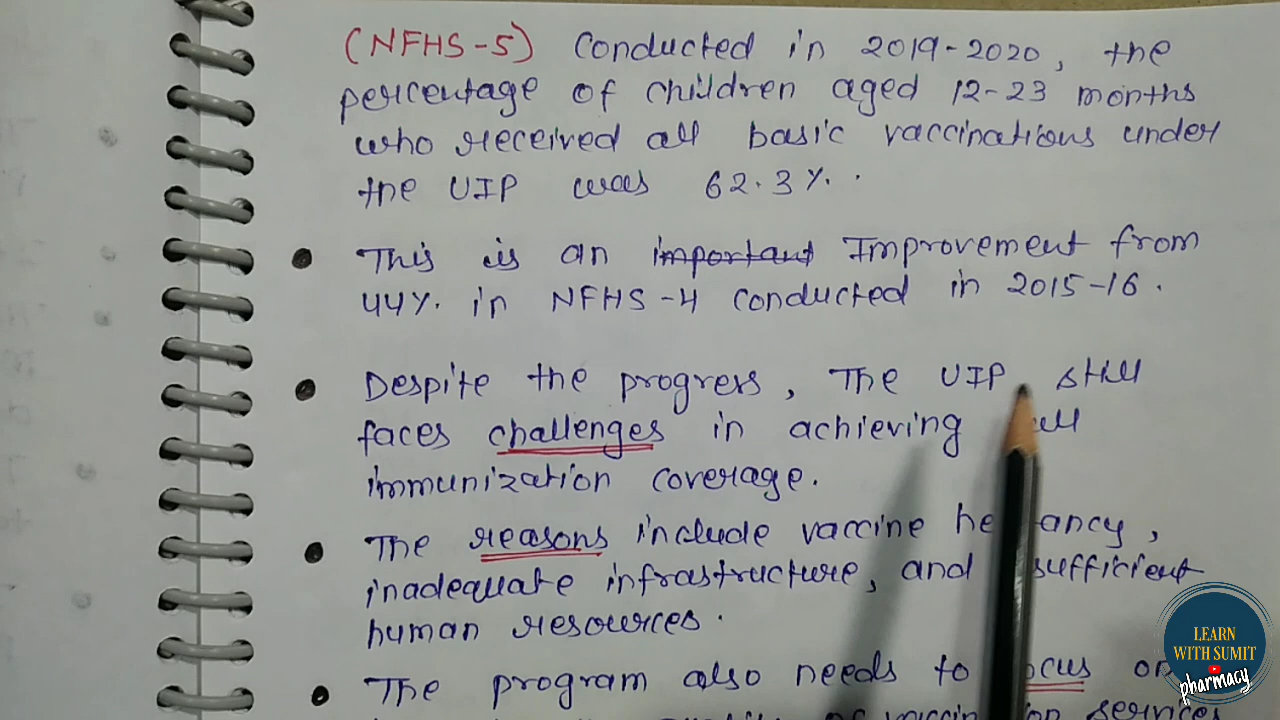 (NFHS-5) conducted in 2019-2020, the
percentage of children aged 12-23 months
who received all basic vaccinations under
the UIP was 62.3%.
This is an important Improvement from
44% in NFHS-4 conducted in 2015-16.
Despite the progress, The UIP still
faces challenges in achieving
immunization coverage.
The reasons include vaccine
inadequate infrastructure, and
human resources.
The program also needs to
services
LEARN
WITH SUMIT
pharmacy